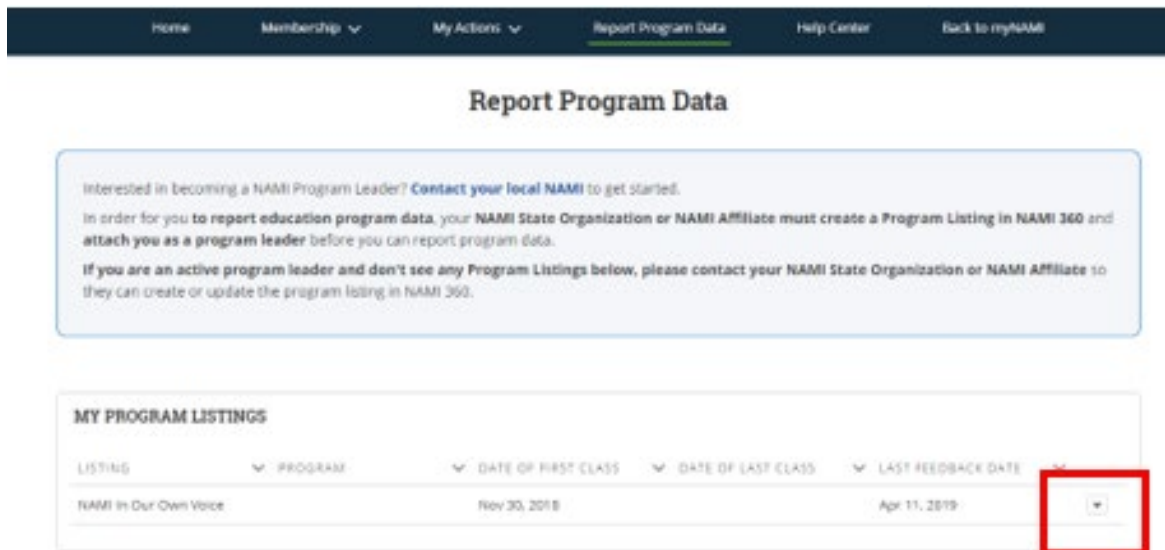 Home Membership My Actions Report Program Data Help Center Back to myNAMI
Report Program Data
Interested in becoming a NAMI Program Leader? Contact your local NAMI to get started.
In order for you to report education program data, your NAMI State Organization or NAMI Affiliate must create a Program Listing in NAMI 360 and
attach you as a program leader before you can report program data.
If you are an active program leader and don't see any Program Listings below, please contact your NAMI State Organization or NAMI Affiliate so
they can create or update the program listing in NAMI 360.
MY PROGRAM LISTINGS
LISTING PROGRAM DATE OF FIRST CLASS DATE OF LAST CLASS LAST FEEDBACK DATE
NAMI In Our Own Voice Nov 30, 2018 Apr 11, 2019